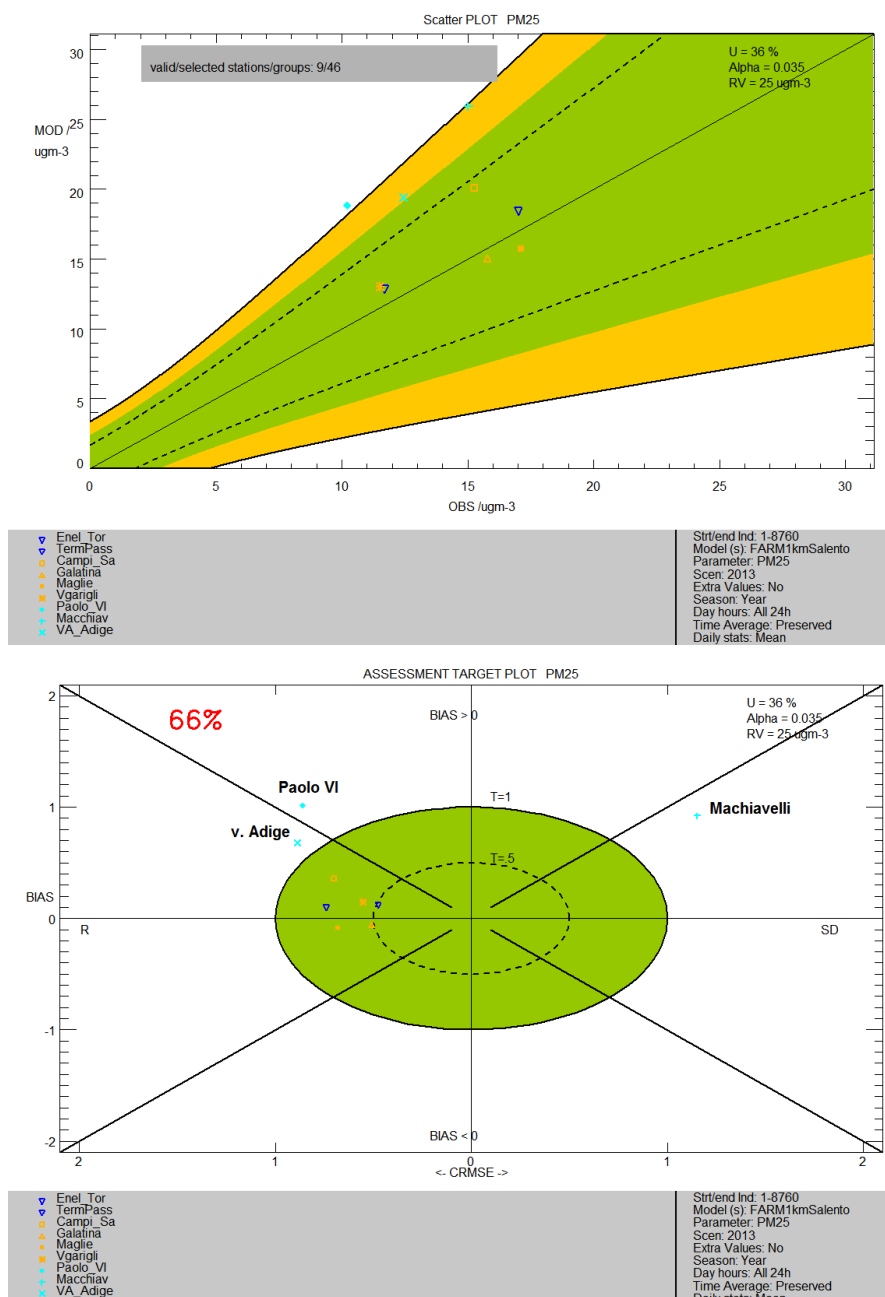 Scatter PLOT PM25
valid/selected stations/groups: 9/46
U = 36 %
Alpha = 0.035
RV = 25 ugm-3
MOD /
ugm-3
30
25
20
15
10
5
0
0 5 10 15 20 25 30
OBS /ugm-3
Enel_Tor
TermPass
Campi_Sa
Galatina
Maglie
Vgarigli
Paolo_VI
Macchiav
VA_Adige
Strt/end Ind: 1-8760
Model (s): FARM1kmSalento
Parameter: PM25
Scen: 2013
Extra Values: No
Season: Year
Day hours: All 24h
Time Average: Preserved
Daily stats: Mean
ASSESSMENT TARGET PLOT PM25
66%
BIAS > 0
U = 36 %
Alpha = 0.035
RV = 25 ugm-3
Paolo VI
v. Adige
Machiavelli
T=1
T=.5
BIAS
R
SD
2
1
0
-1
-2
BIAS < 0
2 1 0 1 2
<- CRMSE ->
Enel_Tor
TermPass
Campi_Sa
Galatina
Maglie
Vgarigli
Paolo_VI
Macchiav
VA_Adige
Strt/end Ind: 1-8760
Model (s): FARM1kmSalento
Parameter: PM25
Scen: 2013
Extra Values: No
Season: Year
Day hours: All 24h
Time Average: Preserved
Daily stats: Mean